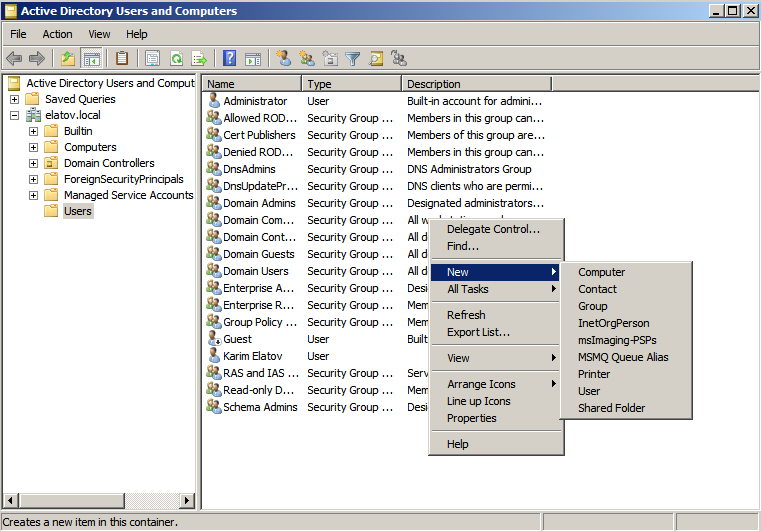 Active Directory Users and Computers
File Action View Help
Active Directory Users and Comput
Saved Queries
elatov.local
Builtin
Computers
Domain Controllers
ForeignSecurityPrincipals
Managed Service Accounts
Users
Name Type Description
Administrator User Built-in account for admini...
Allowed ROD... Security Group ... Members in this group can...
Cert Publishers Security Group ... Members of this group are...
Denied ROD... Security Group ... Members in this group can...
DnsAdmins Security Group ... DNS Administrators Group
DnsUpdatePr... Security Group ... DNS clients who are permi...
Domain Admins Security Group ... Designated administrators...
Domain Com... Security Group ... All
Domain Cont... Security Group ... All d
Domain Guests Security Group ... All d
Domain Users Security Group ... All d
Enterprise A... Security Group ... Desi
Enterprise R... Security Group ... Mem
Group Policy ... Security Group ... Mem
Guest User Built
Karim Elatov User
RAS and IAS ... Security Group ... Serv
Read-only D... Security Group ... Mem
Schema Admins Security Group ... Desi
Delegate Control...
Find...
New
All Tasks
Refresh
Export List...
View
Arrange Icons
Line up Icons
Properties
Help
Computer
Contact
Group
InetOrgPerson
msImaging-PSPs
MSMQ Queue Alias
Printer
User
Shared Folder
Creates a new item in this container.